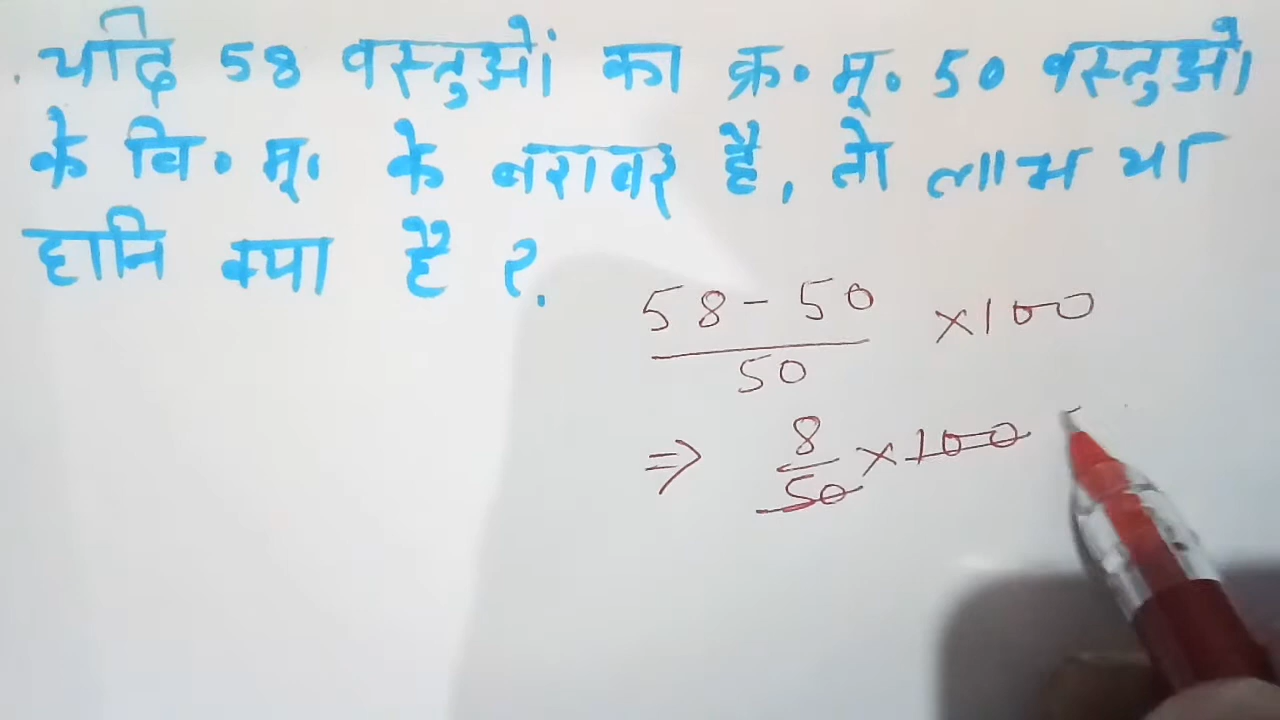 यदि 58 वस्तुओं का क्र. मू. 50 वस्तुओं
के वि. मू. के बराबर है, तो लाभ या
हानि क्या है ?
58 - 50
50
×100
⇒ 8/50 × 100